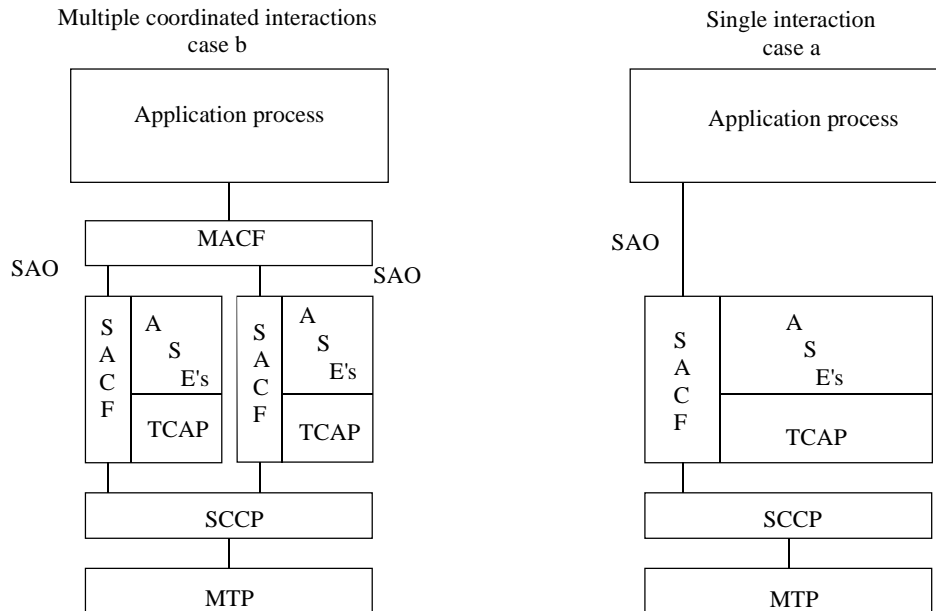 Multiple coordinated interactions
case b
Application process
MACF
SAO
SAO
S
A
C
F
A
S
E's
TCAP
S
A
C
F
A
S
E's
TCAP
SCCP
MTP
Single interaction
case a
Application process
SAO
S
A
C
F
A
S
E's
TCAP
SCCP
MTP